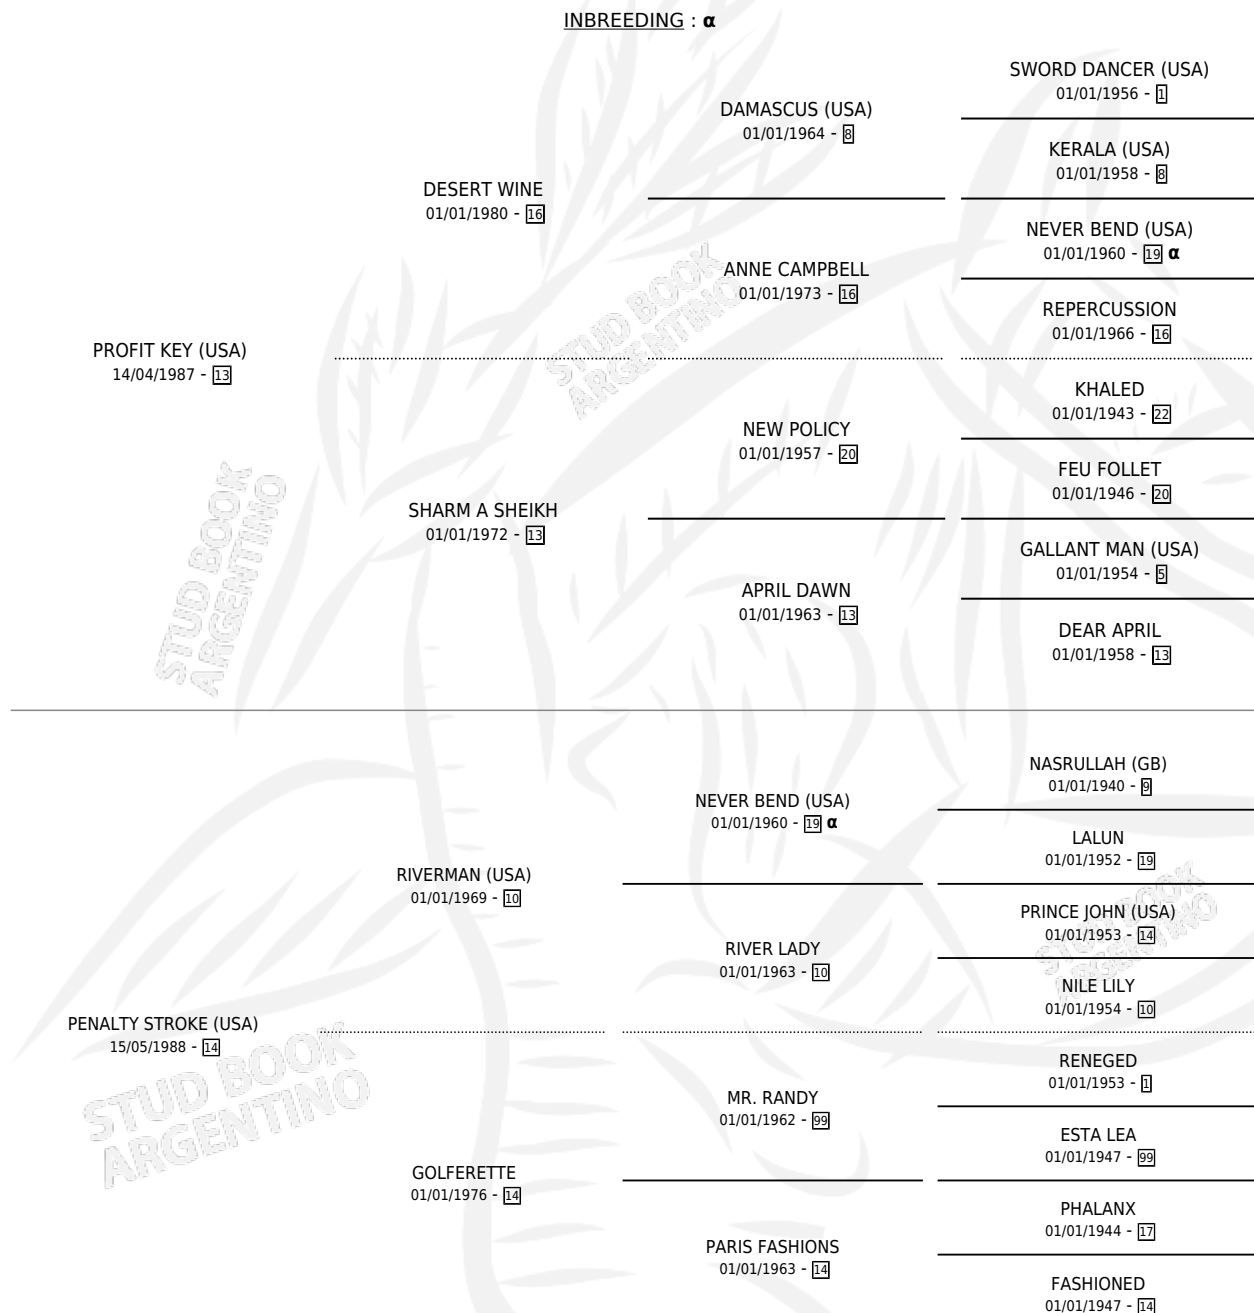 INBREEDING : α
SWORD DANCER (USA)
01/01/1956 - 1
DAMASCUS (USA)
01/01/1964 - 8
KERALA (USA)
01/01/1958 - 8
DESERT WINE
01/01/1980 - 16
NEVER BEND (USA)
01/01/1960 - 19 α
ANNE CAMPBELL
01/01/1973 - 16
REPERCUSSION
01/01/1966 - 16
PROFIT KEY (USA)
14/04/1987 - 13
KHALED
01/01/1943 - 22
NEW POLICY
01/01/1957 - 20
FEU FOLLET
01/01/1946 - 20
SHARM A SHEIKH
01/01/1972 - 13
GALLANT MAN (USA)
01/01/1954 - 5
APRIL DAWN
01/01/1963 - 13
DEAR APRIL
01/01/1958 - 13
NASRULLAH (GB)
01/01/1940 - 9
NEVER BEND (USA)
01/01/1960 - 19 α
LALUN
01/01/1952 - 19
RIVERMAN (USA)
01/01/1969 - 10
PRINCE JOHN (USA)
01/01/1953 - 14
RIVER LADY
01/01/1963 - 10
NILE LILY
01/01/1954 - 10
PENALTY STROKE (USA)
15/05/1988 - 14
RENEGED
01/01/1953 - 1
MR. RANDY
01/01/1962 - 99
ESTA LEA
01/01/1947 - 99
GOLFERETTE
01/01/1976 - 14
PHALANX
01/01/1944 - 17
PARIS FASHIONS
01/01/1963 - 14
FASHIONED
01/01/1947 - 14
STUD BOOK
ARGENTINO
STUD BOOK
ARGENTINO
STUD BOOK
ARGENTINO
STUD BOOK
ARGENTINO